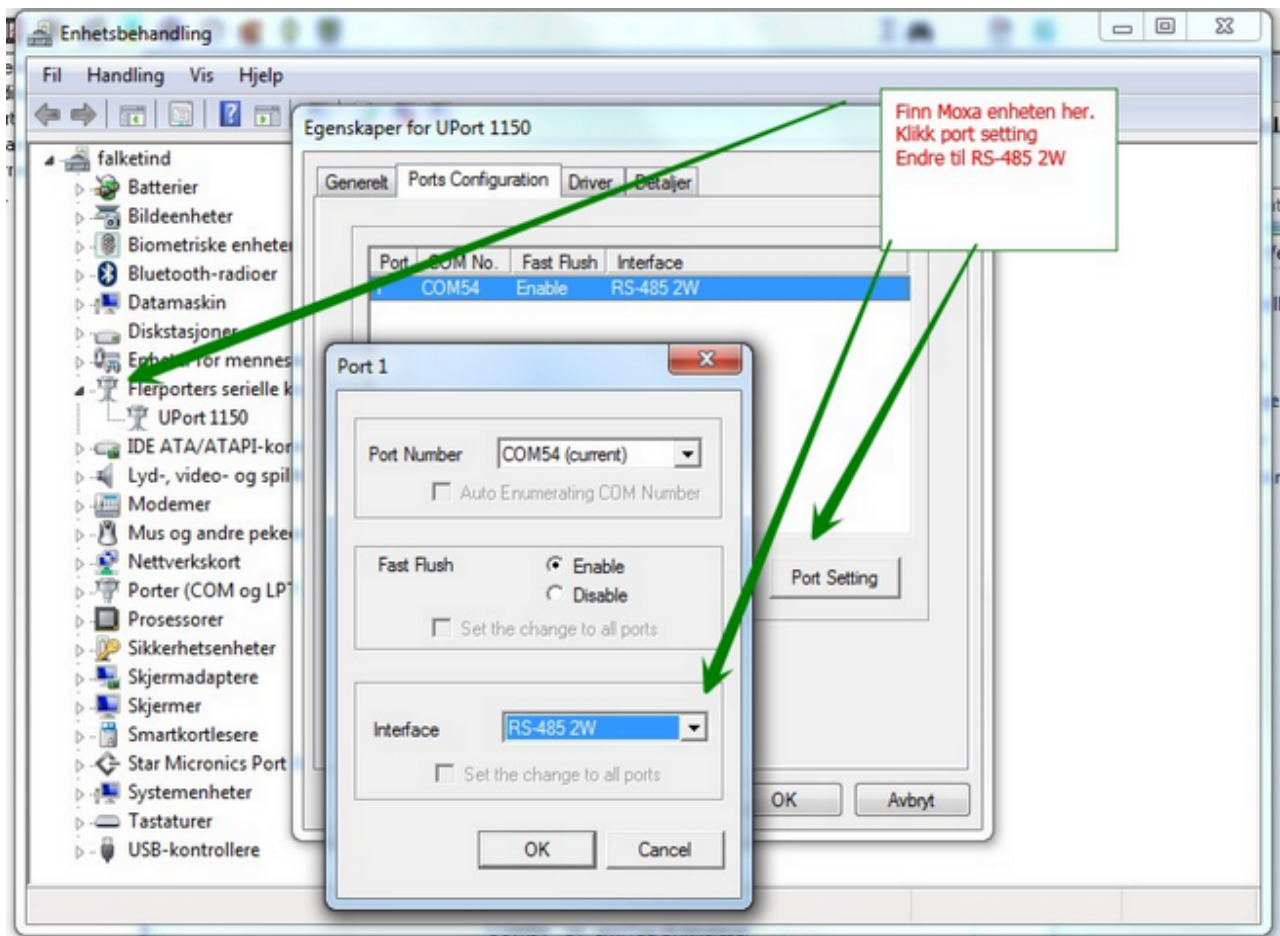 Enhetsbehandling
Fil Handling Vis Hjelp
Egenskaper for UPort 1150
Finn Moxa enheten her.
Klikk port setting
Endre til RS-485 2W
falketind
Batterier
Bildeenheter
Biometriske enheter
Bluetooth-radioer
Datamaskin
Diskstasjoner
Enheter for mennes
Flerporters serielle k
UPort 1150
IDE ATA/ATAPI-kor
Lyd-, video- og spill
Modemer
Mus og andre peke
Nettverkskort
Porter (COM og LPT
Prosessorer
Sikkerhetsenheter
Skjermadaptere
Skjermer
Smartkortlesere
Star Micronics Port
Systemenheter
Tastaturer
USB-kontrollere
Generelt Ports Configuration Driver Detaljer
Port COM No. Fast Flush Interface
1 COM54 Enable RS-485 2W
Port Setting
OK Avbryt
Port 1
Port Number COM54 (current)
Auto Enumerating COM Number
Fast Flush Enable
Disable
Set the change to all ports
Interface RS-485 2W
Set the change to all ports
OK Cancel